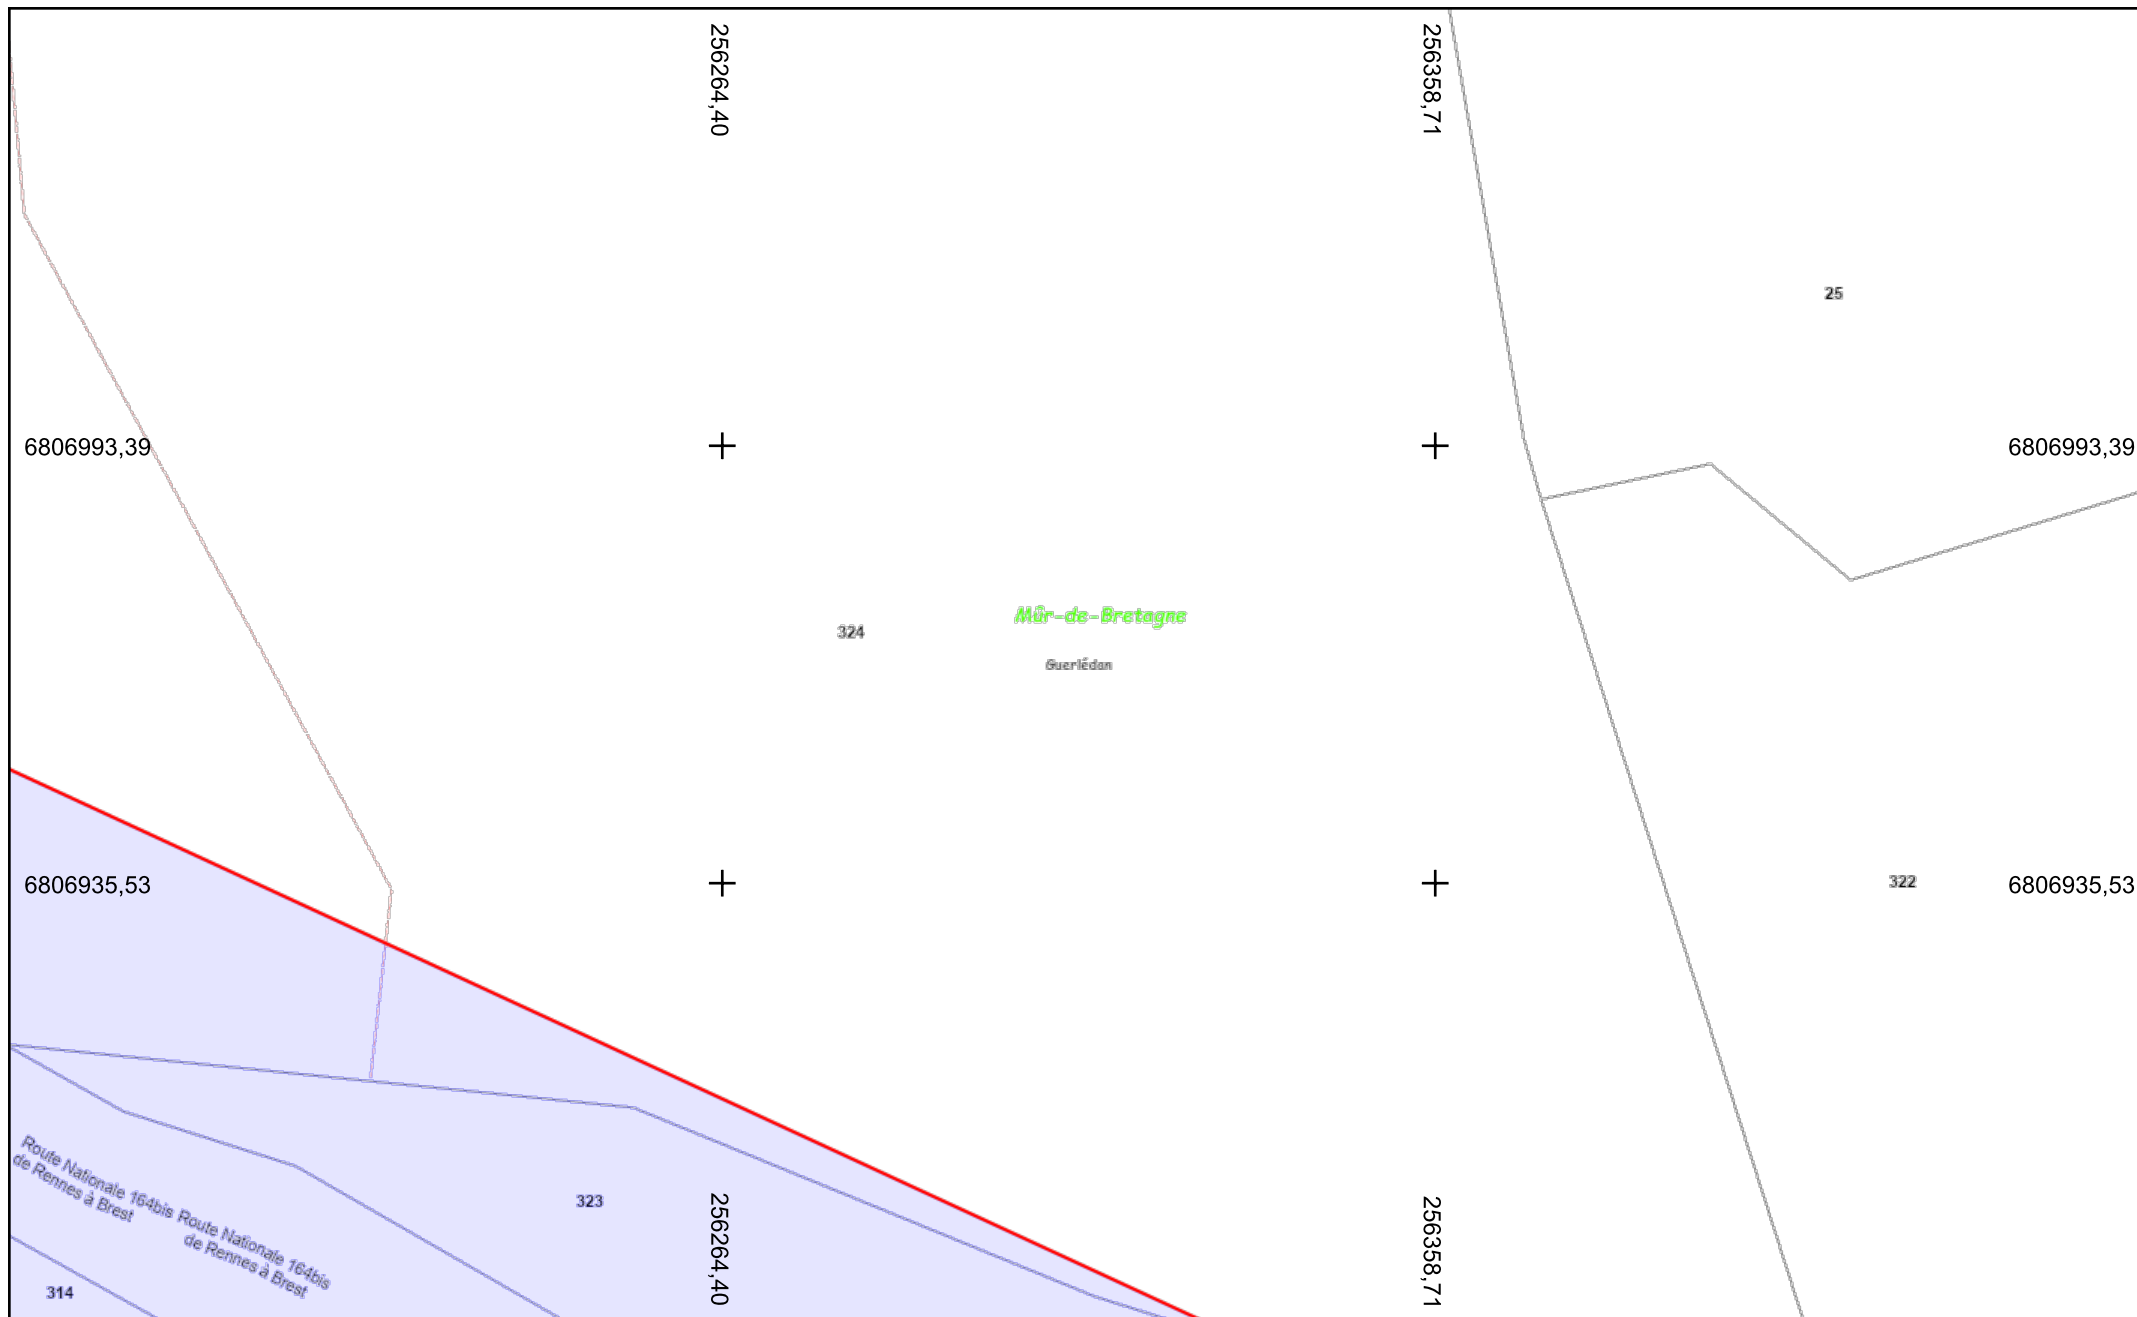 256264,40
256358,71
25
6806993,39
6806993,39
Mûr-de-Bretagne
324
Guerlédan
6806935,53
322
6806935,53
Route Nationale 164bis
de Rennes à Brest
Route Nationale 164bis
de Rennes à Brest
323
256264,40
256358,71
314